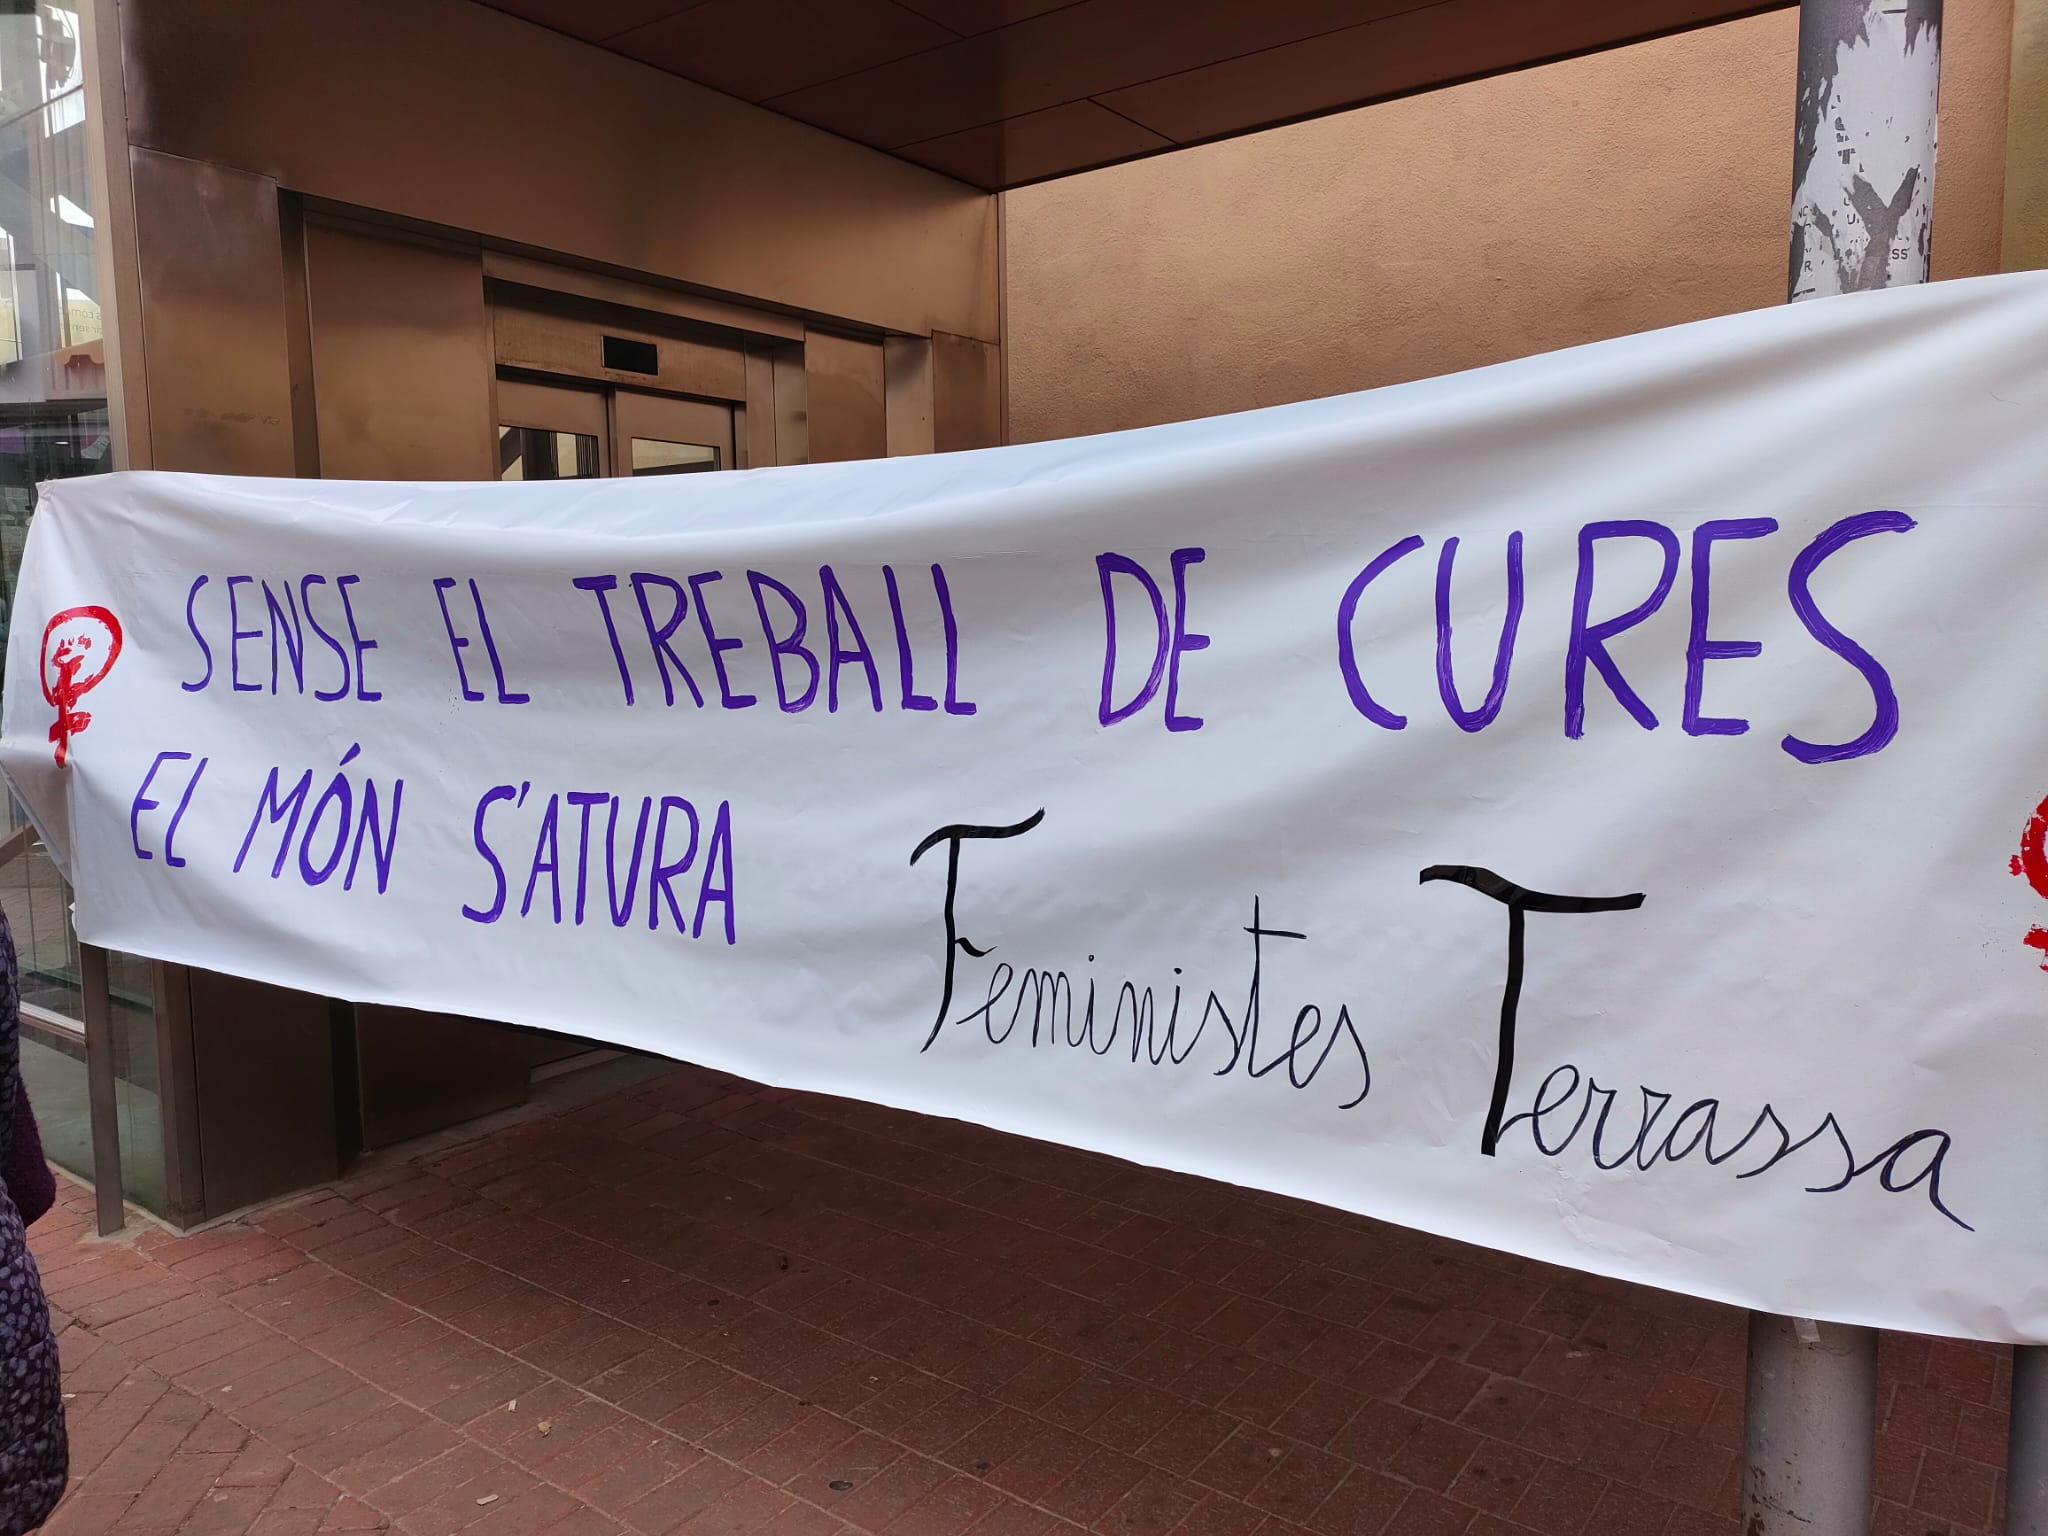 SENSE EL TREBALL DE CURES
EL MÓN S'ATURA
Feministes Terrassa